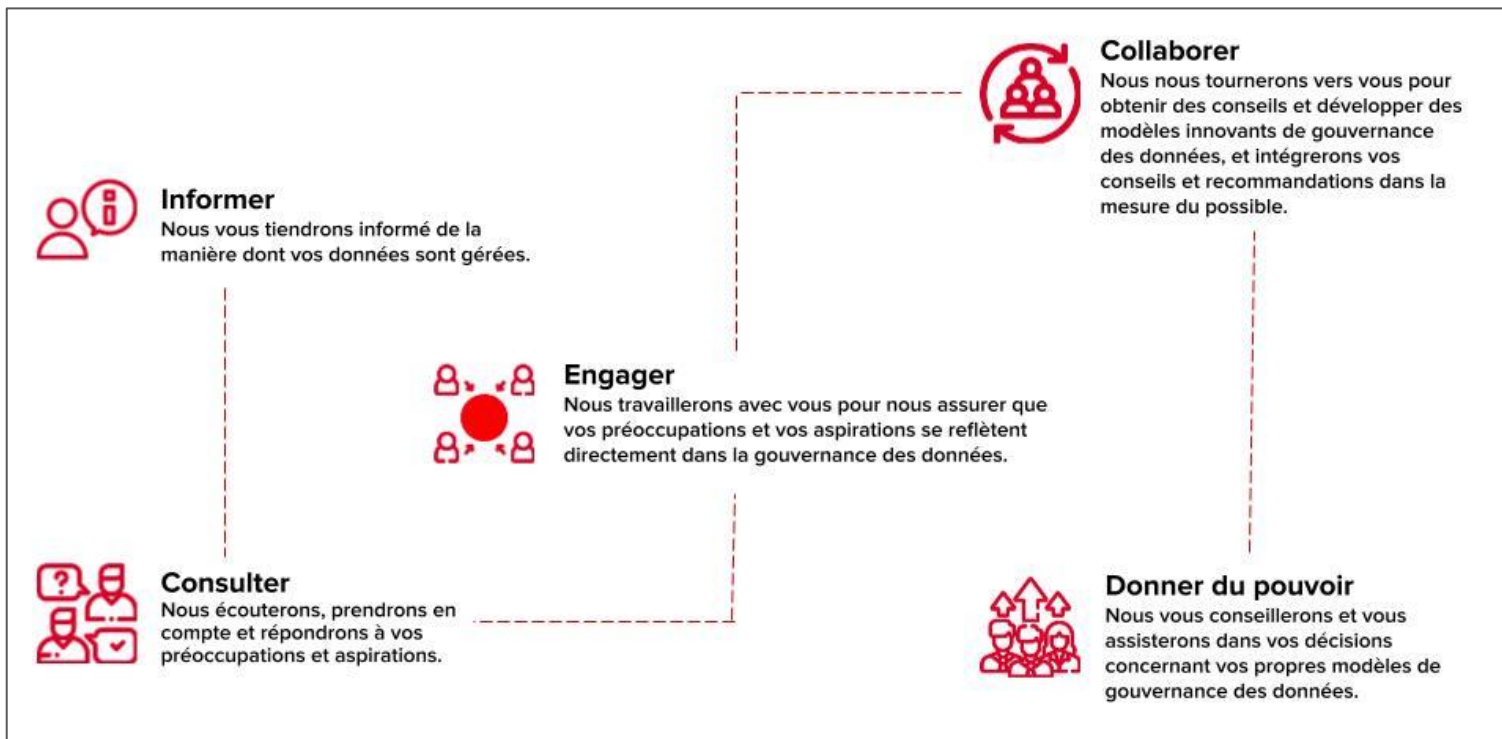 Informer
Nous vous tiendrons informé de la
manière dont vos données sont gérées.
Consulter
Nous écouterons, prendrons en
compte et répondrons à vos
préoccupations et aspirations.
Engager
Nous travaillerons avec vous pour nous assurer que
vos préoccupations et vos aspirations se reflètent
directement dans la gouvernance des données.
Collaborer
Nous nous tournerons vers vous pour
obtenir des conseils et développer des
modèles innovants de gouvernance
des données, et intégrerons vos
conseils et recommandations dans la
mesure du possible.
Donner du pouvoir
Nous vous conseillerons et vous
assisterons dans vos décisions
concernant vos propres modèles de
gouvernance des données.